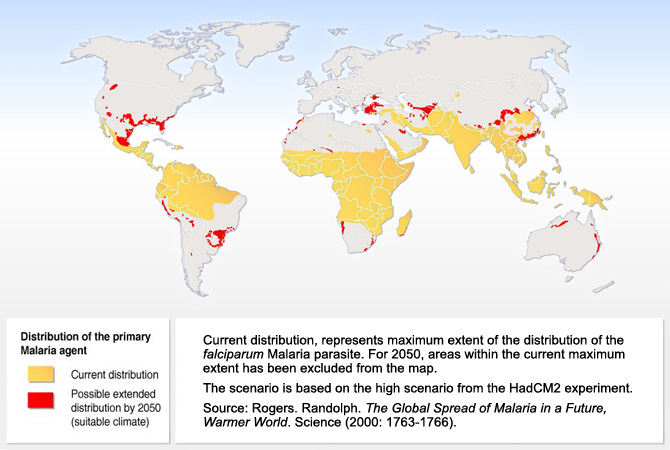 Distribution of the primary
Malaria agent
Current distribution
Possible extended
distribution by 2050
(suitable climate)
Current distribution, represents maximum extent of the distribution of the
falciparum Malaria parasite. For 2050, areas within the current maximum
extent has been excluded from the map.
The scenario is based on the high scenario from the HadCM2 experiment.
Source: Rogers. Randolph. The Global Spread of Malaria in a Future,
Warmer World. Science (2000: 1763-1766).